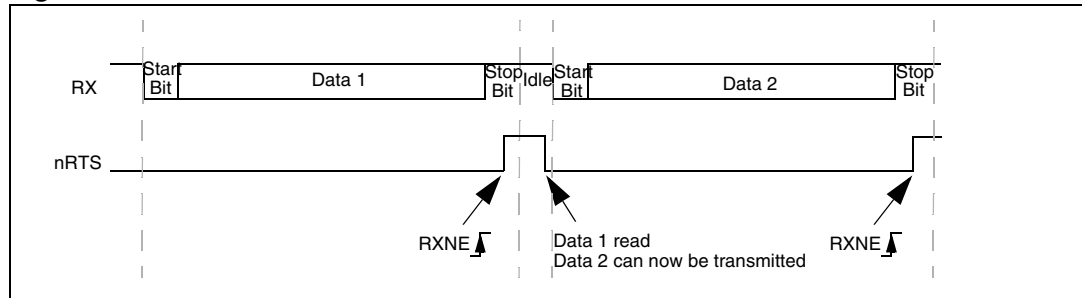 RX
Start
Bit
Data 1
Stop
Bit
Idle
Start
Bit
Data 2
Stop
Bit
nRTS
RXNE
Data 1 read
Data 2 can now be transmitted
RXNE